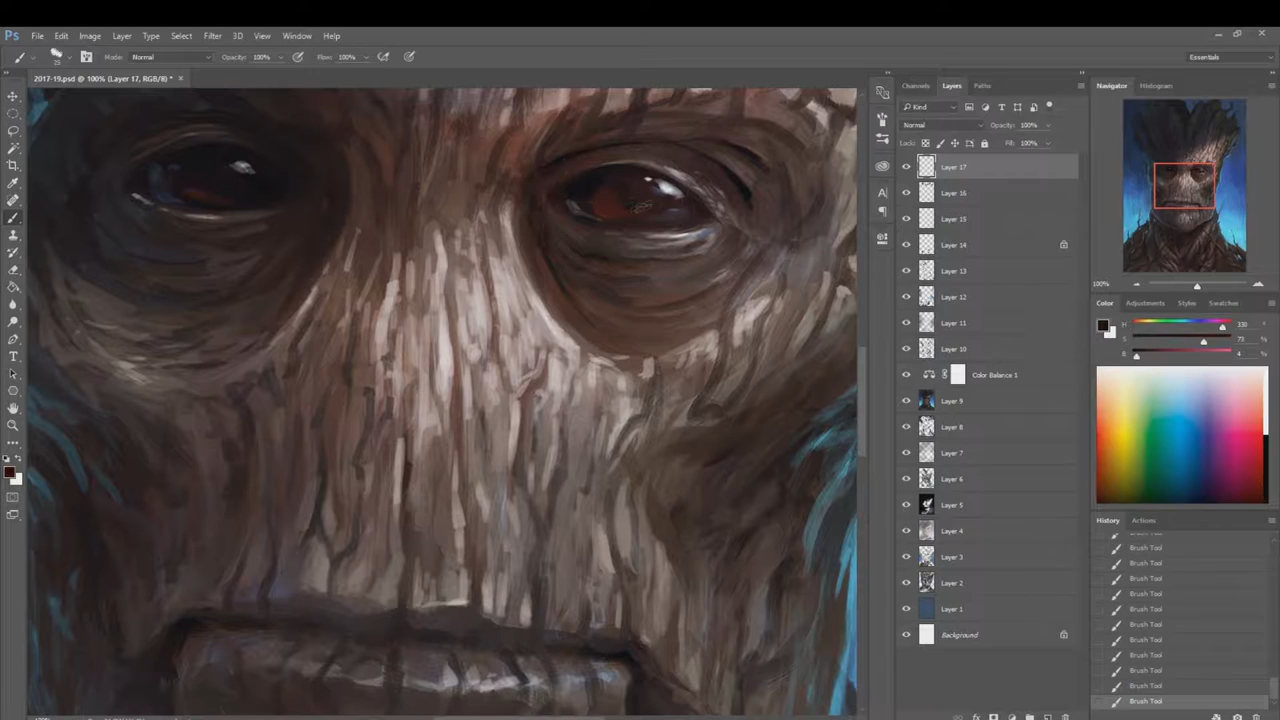 Ps File Edit Image Layer Type Select Filter 3D View Window Help
25 Mode: Normal Opacity: 100% Flow: 100% Essentials
2017-19.psd @ 100% (Layer 17, RGB/8) * ×
Channels Layers Paths
Kind
Normal Opacity: 100%
Lock: Fill: 100%
Layer 17
Layer 16
Layer 15
Layer 14
Layer 13
Layer 12
Layer 11
Layer 10
Color Balance 1
Layer 9
Layer 8
Layer 7
Layer 6
Layer 5
Layer 4
Layer 3
Layer 2
Layer 1
Background
Navigator Histogram
100%
Color Adjustments Styles Swatches
H 330 °
S 73 %
B 4 %
History Actions
Brush Tool
Brush Tool
Brush Tool
Brush Tool
Brush Tool
Brush Tool
Brush Tool
Brush Tool
Brush Tool
Brush Tool
Brush Tool